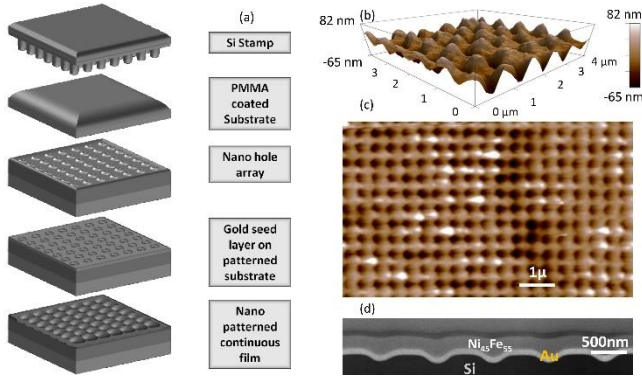 (a)
Si Stamp
PMMA
coated
Substrate
Nano hole
array
Gold seed
layer on
patterned
substrate
Nano
patterned
continuous
film
(b)
82 nm
-65 nm
3
2
1
0
0 µm
1
2
3
4 µm
82 nm
-65 nm
(c)
1µ
(d)
Ni45Fe55
500nm
Au
Si